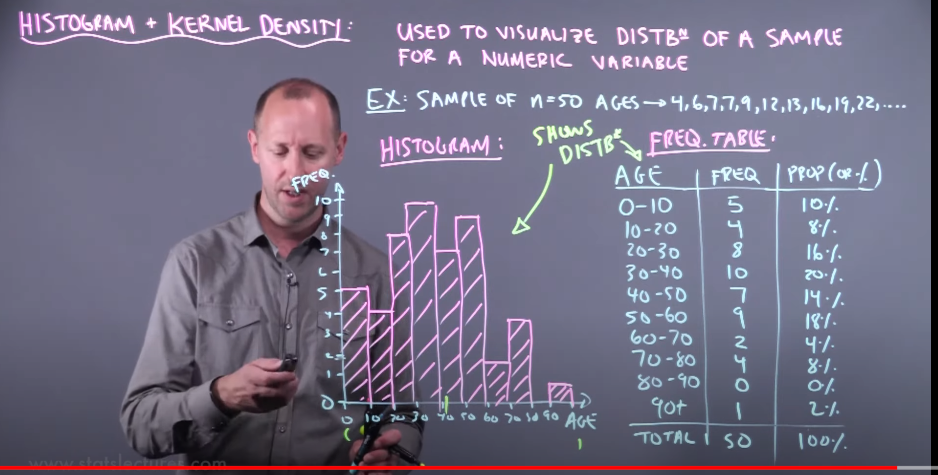 HISTOGRAM + KERNEL DENSITY:
USED TO VISUALIZE DISTBⁿ OF A SAMPLE
FOR A NUMERIC VARIABLE
EX: SAMPLE OF n=50 AGES → 4,6,7,7,9,12,13,16,19,22,....
HISTOGRAM:
SHOWS
DISTBⁿ
FREQ. TABLE:
AGE FREQ PROP (OR %)
0-10 5 10%
10-20 4 8%
20-30 8 16%
30-40 10 20%
40-50 7 14%
50-60 9 18%
60-70 2 4%
70-80 4 8%
80-90 0 0%
90+ 1 2%
TOTAL 50 100%
FREQ.
10
9
8
7
6
5
4
3
2
1
0
0 10 20 30 40 50 60 70 80 90 AGE
www.statslectures.com